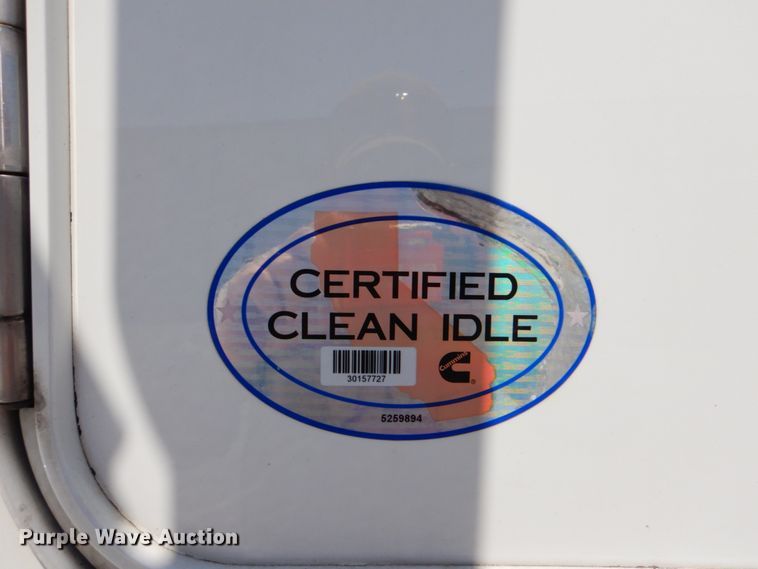 CERTIFIED
CLEAN IDLE
30157727
Cummins
®
5259894
Purple Wave Auction